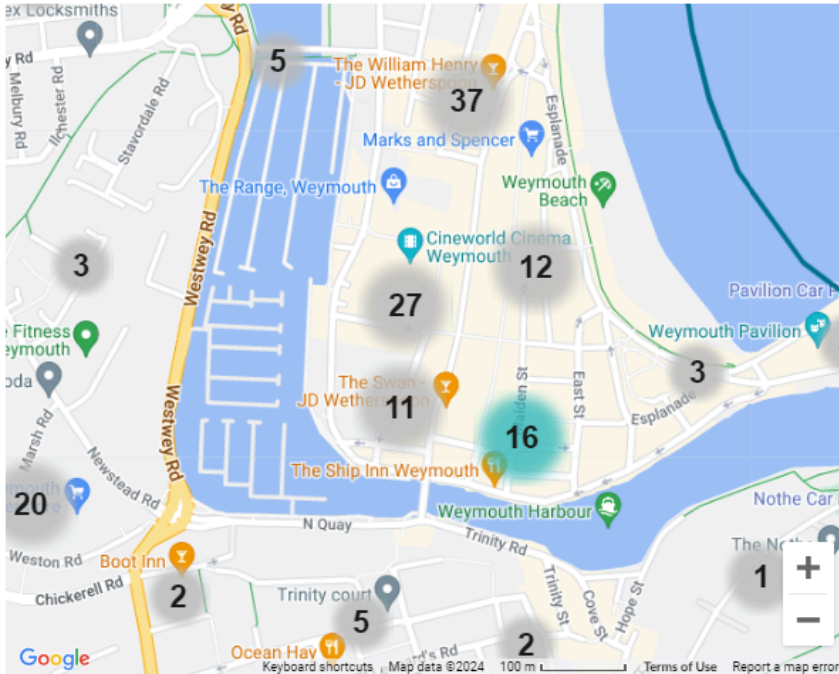 ex Locksmiths
Rd
Melbury Rd
Ilchester Rd
Stavordale Rd
5
The William Henry
- JD Wetherspoon
37
Esplanade
Marks and Spencer
The Range, Weymouth
Weymouth
Beach
Westwey Rd
3
Cineworld Cinema
Weymouth
12
27
Pavilion Car
Weymouth Pavilion
e Fitness
eymouth
oda
3
Marsh Rd
Westwey Rd
The Swan -
JD Wetherspoon
11
East St
Esplanade
16
Newstead Rd
The Ship Inn Weymouth
20
Weymouth Harbour
Nothe Car
N Quay
Trinity Rd
Weston Rd
Boot Inn
Chickerell Rd
2
Trinity court
5
Trinity St
Cove St
Hope St
The Nothe
1
+
−
2
Ocean Hav
Google
Keyboard shortcuts
Map data ©2024
100 m
Terms of Use
Report a map error